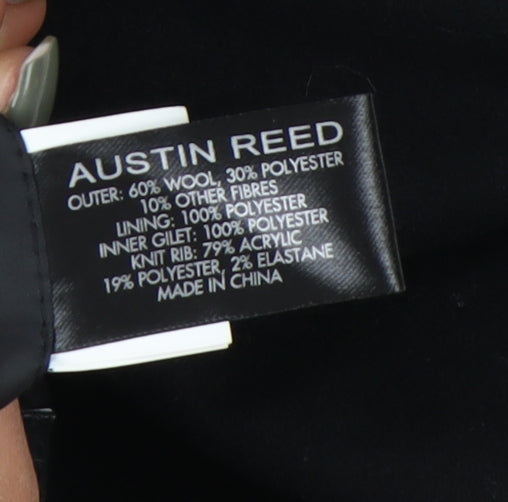 AUSTIN REED
OUTER: 60% WOOL, 30% POLYESTER
10% OTHER FIBRES
LINING: 100% POLYESTER
INNER GILET: 100% POLYESTER
KNIT RIB: 79% ACRYLIC
19% POLYESTER, 2% ELASTANE
MADE IN CHINA